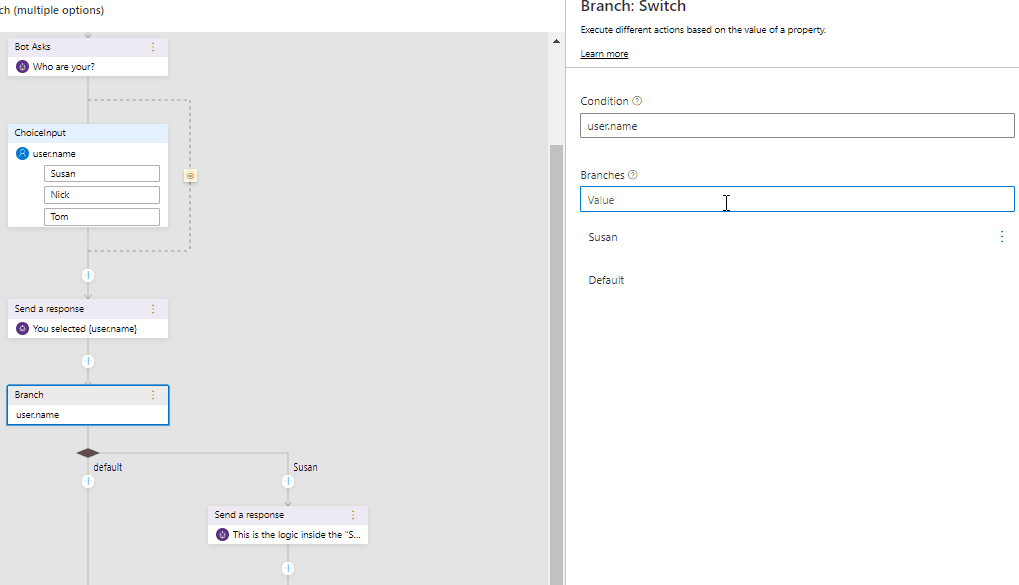 ch (multiple options)
Bot Asks
Who are your?
ChoiceInput
user.name
Susan
Nick
Tom
Send a response
You selected {user.name}
Branch
user.name
default
Susan
Send a response
This is the logic inside the "S...
Branch: Switch
Execute different actions based on the value of a property.
Learn more
Condition
user.name
Branches
Value
Susan
Default